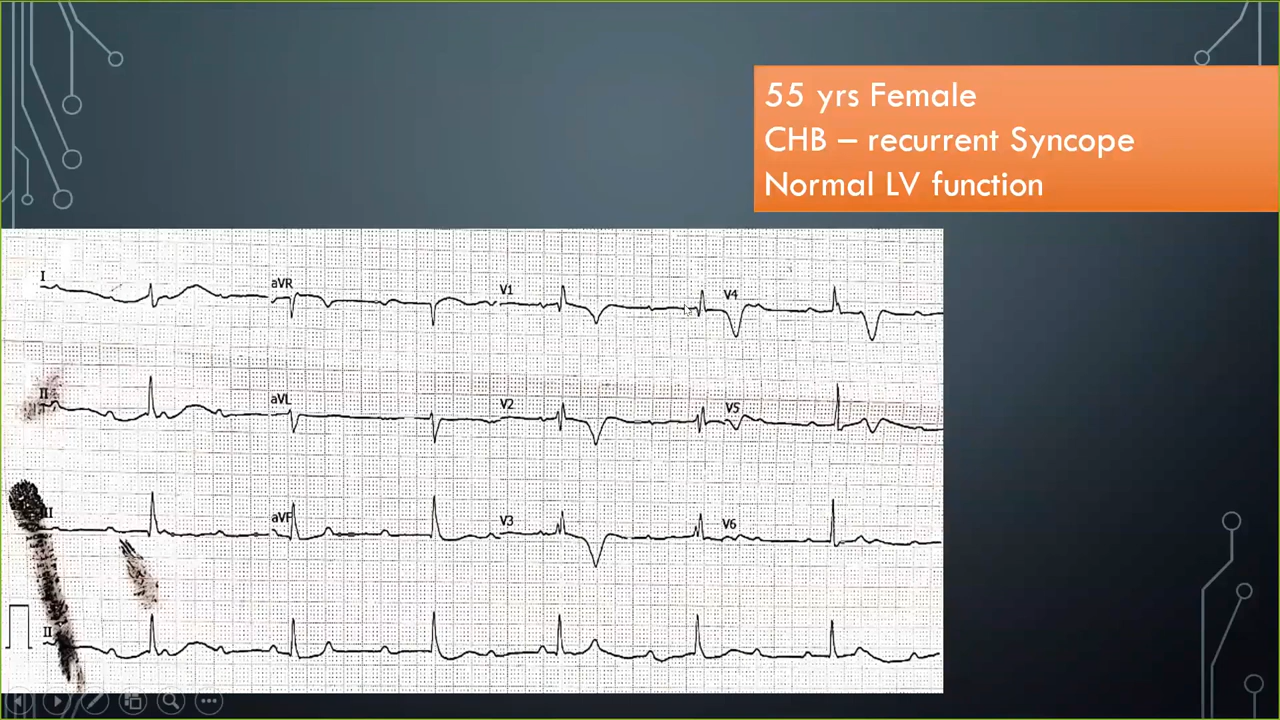 55 yrs Female
CHB – recurrent Syncope
Normal LV function
I
aVR
V1
V4
II
aVL
V2
V5
III
aVF
V3
V6
II